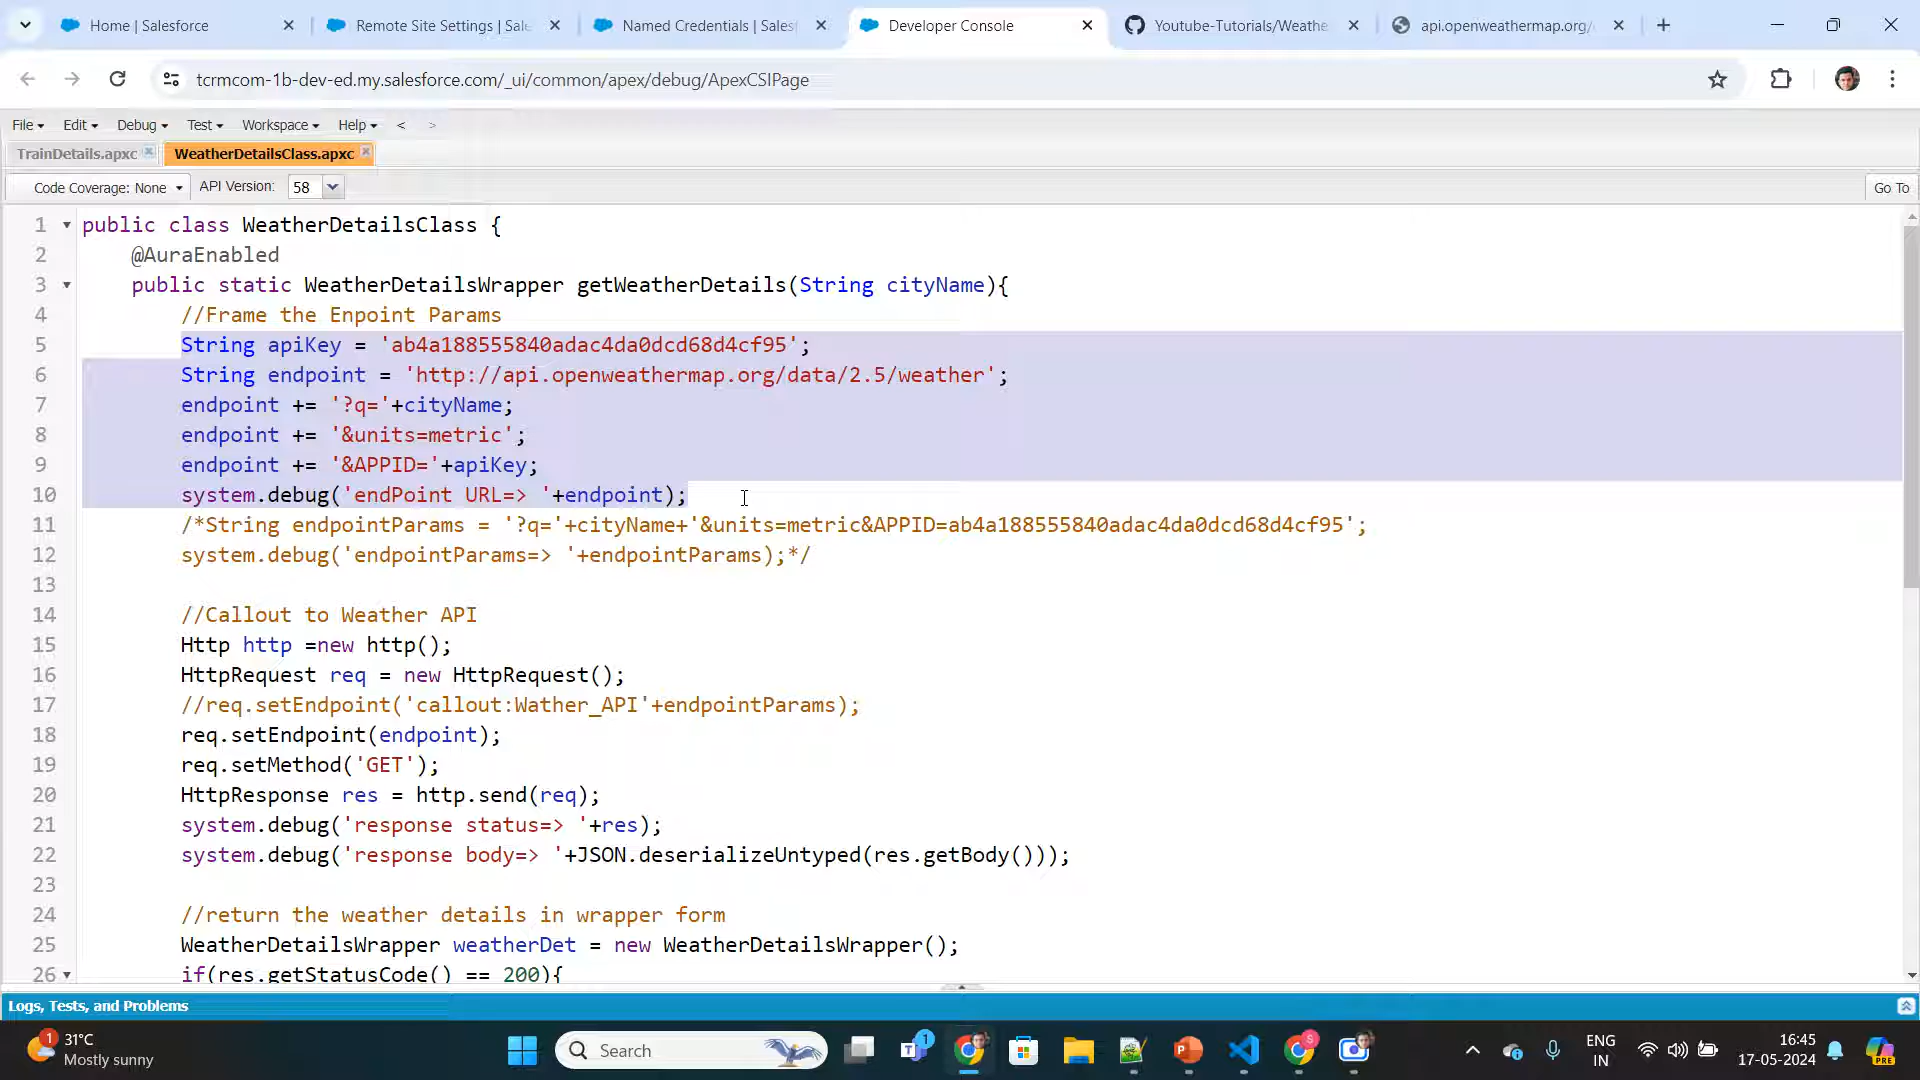 Home | Salesforce
Remote Site Settings | Sale
Named Credentials | Salesf
Developer Console
Youtube-Tutorials/Weathe
api.openweathermap.org/
tcrmcom-1b-dev-ed.my.salesforce.com/_ui/common/apex/debug/ApexCSIPage
File Edit Debug Test Workspace Help < >
TrainDetails.apxc WeatherDetailsClass.apxc
Code Coverage: None API Version: 58 Go To
1 public class WeatherDetailsClass {
2 @AuraEnabled
3 public static WeatherDetailsWrapper getWeatherDetails(String cityName){
4 //Frame the Enpoint Params
5 String apiKey = 'ab4a188555840adac4da0dcd68d4cf95';
6 String endpoint = 'http://api.openweathermap.org/data/2.5/weather';
7 endpoint += '?q='+cityName;
8 endpoint += '&units=metric';
9 endpoint += '&APPID='+apiKey;
10 system.debug('endPoint URL=> '+endpoint);
11 /*String endpointParams = '?q='+cityName+'&units=metric&APPID=ab4a188555840adac4da0dcd68d4cf95';
12 system.debug('endpointParams=> '+endpointParams);*/
13
14 //Callout to Weather API
15 Http http =new http();
16 HttpRequest req = new HttpRequest();
17 //req.setEndpoint('callout:Wather_API'+endpointParams);
18 req.setEndpoint(endpoint);
19 req.setMethod('GET');
20 HttpResponse res = http.send(req);
21 system.debug('response status=> '+res);
22 system.debug('response body=> '+JSON.deserializeUntyped(res.getBody()));
23
24 //return the weather details in wrapper form
25 WeatherDetailsWrapper weatherDet = new WeatherDetailsWrapper();
26 if(res.getStatusCode() == 200){
Logs, Tests, and Problems
1
31°C
Mostly sunny
Search
1
S
ENG
IN
16:45
17-05-2024
PRE